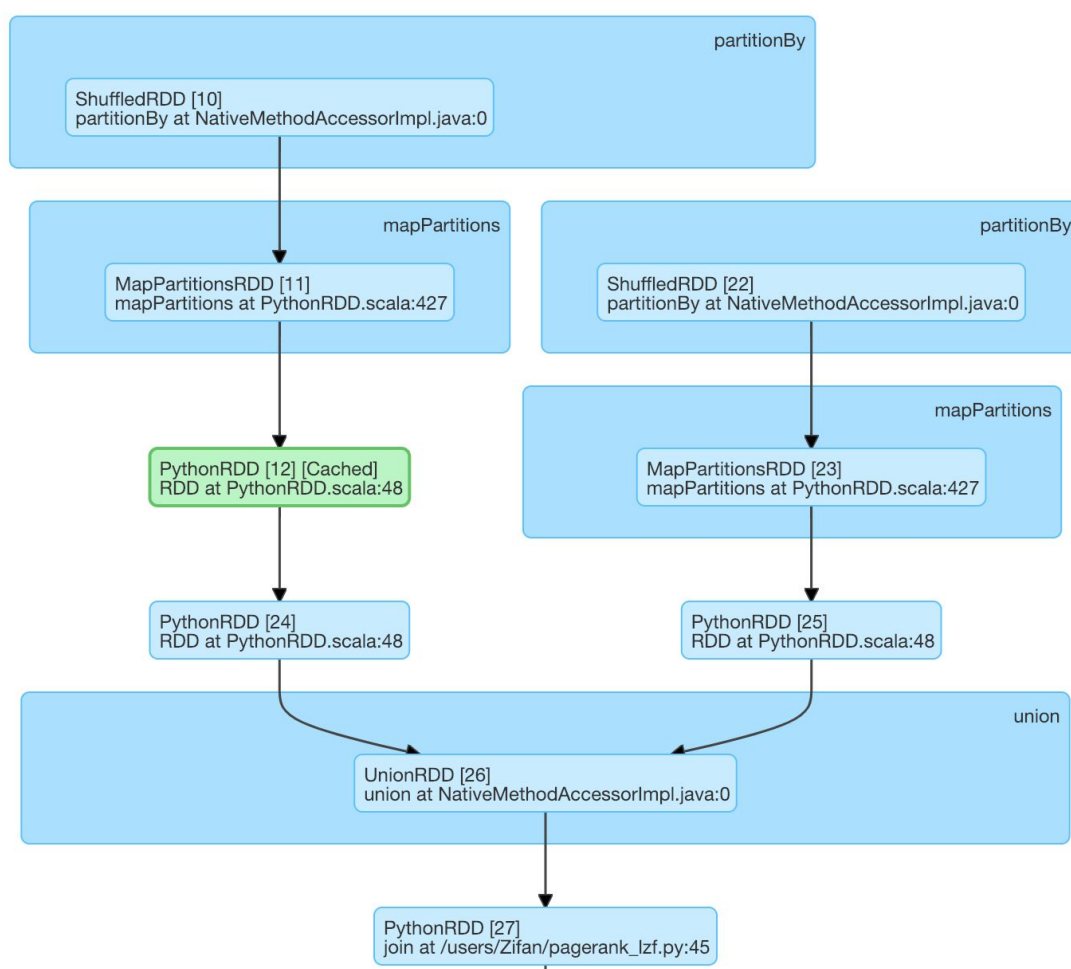 partitionBy
ShuffledRDD [10]
partitionBy at NativeMethodAccessorImpl.java:0
mapPartitions
MapPartitionsRDD [11]
mapPartitions at PythonRDD.scala:427
partitionBy
ShuffledRDD [22]
partitionBy at NativeMethodAccessorImpl.java:0
mapPartitions
MapPartitionsRDD [23]
mapPartitions at PythonRDD.scala:427
PythonRDD [12] [Cached]
RDD at PythonRDD.scala:48
PythonRDD [24]
RDD at PythonRDD.scala:48
PythonRDD [25]
RDD at PythonRDD.scala:48
union
UnionRDD [26]
union at NativeMethodAccessorImpl.java:0
PythonRDD [27]
join at /users/Zifan/pagerank_lzf.py:45